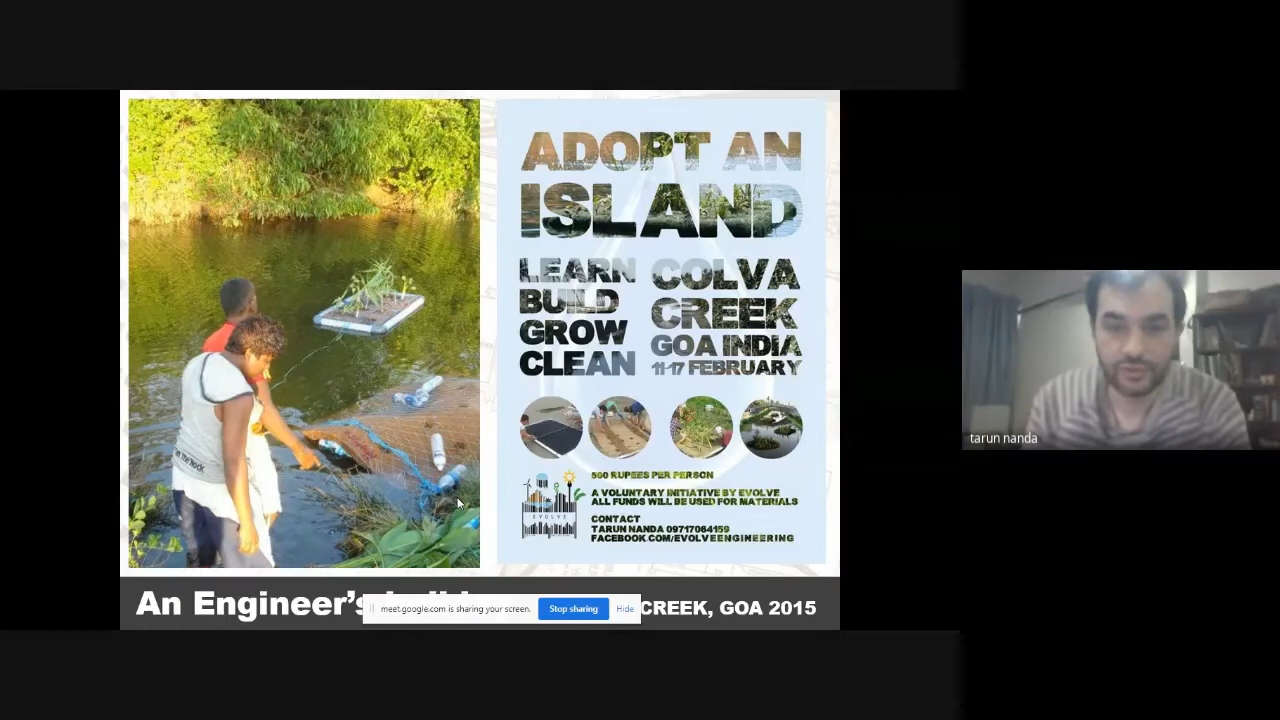 ADOPT AN
ISLAND
LEARN
BUILD
GROW
CLEAN
COLVA
CREEK
GOA INDIA
11-17 FEBRUARY
500 RUPEES PER PERSON
A VOLUNTARY INITIATIVE BY EVOLVE
ALL FUNDS WILL BE USED FOR MATERIALS
EVOLVE
CONTACT
TARUN NANDA 09717064159
FACEBOOK.COM/EVOLVEENGINEERING
An Engineer's
CREEK, GOA 2015
meet.google.com is sharing your screen.
Stop sharing
Hide
tarun nanda